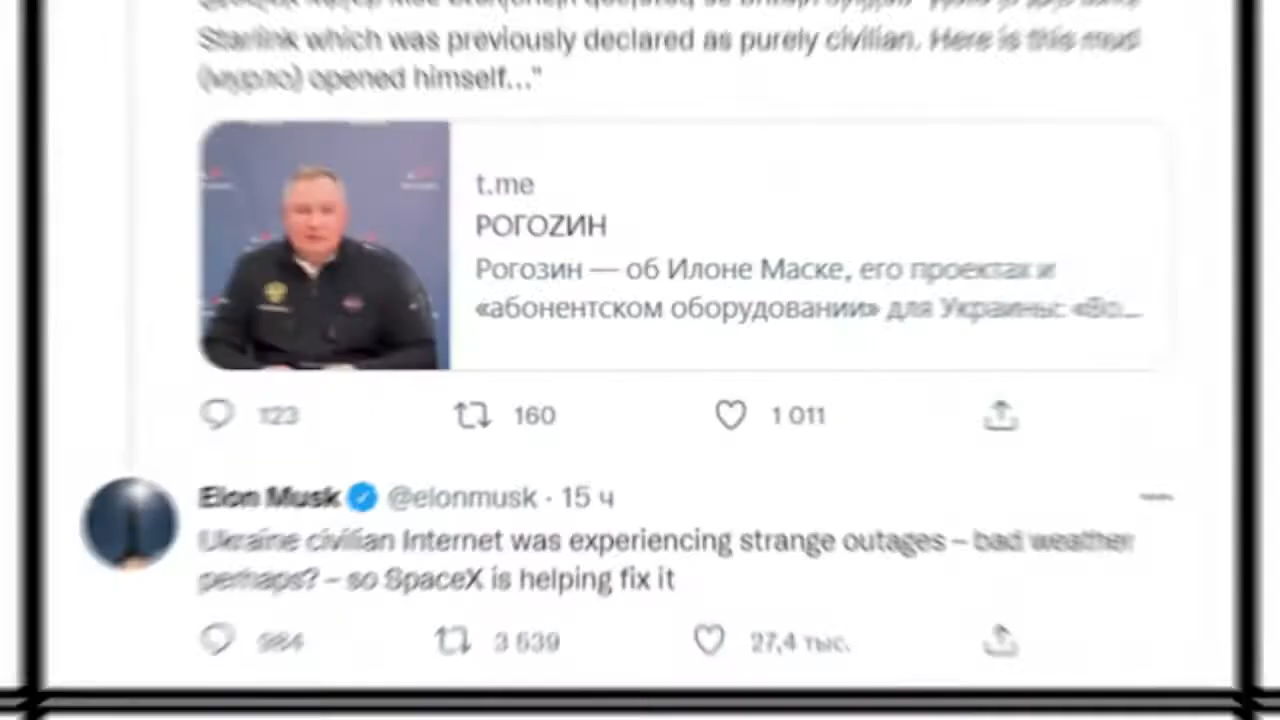 Starlink which was previously declared as purely civilian. Here is this mud
(мурло) opened himself..."
t.me
РОГОZИН
Рогозин — об Илоне Маске, его проектах и
«абонентском оборудовании» для Украины: «Во...
123 160 1 011
Elon Musk @elonmusk · 15 ч
Ukraine civilian Internet was experiencing strange outages – bad weather
perhaps? – so SpaceX is helping fix it
984 3 539 27,4 тыс.